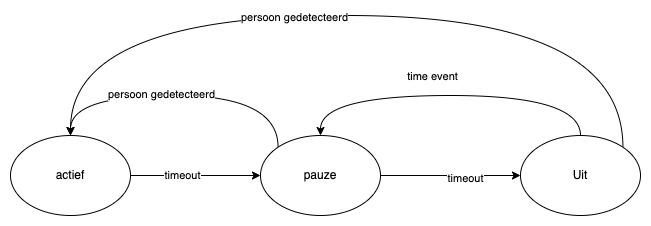 persoon gedetecteerd
time event
persoon gedetecteerd
actief
timeout
pauze
timeout
Uit